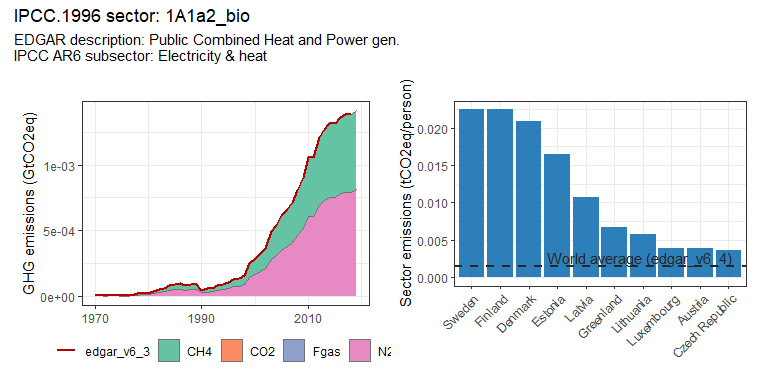 IPCC.1996 sector: 1A1a2_bio
EDGAR description: Public Combined Heat and Power gen.
IPCC AR6 subsector: Electricity & heat
GHG emissions (GtCO2eq)
1e-03
5e-04
0e+00
1970
1990
2010
edgar_v6_3
CH4
CO2
Fgas
N2
Sector emissions (tCO2eq/person)
0.020
0.015
0.010
0.005
0.000
World average (edgar_v6_4)
Sweden
Finland
Denmark
Estonia
Latvia
Greenland
Lithuania
Luxembourg
Austria
Czech Republic